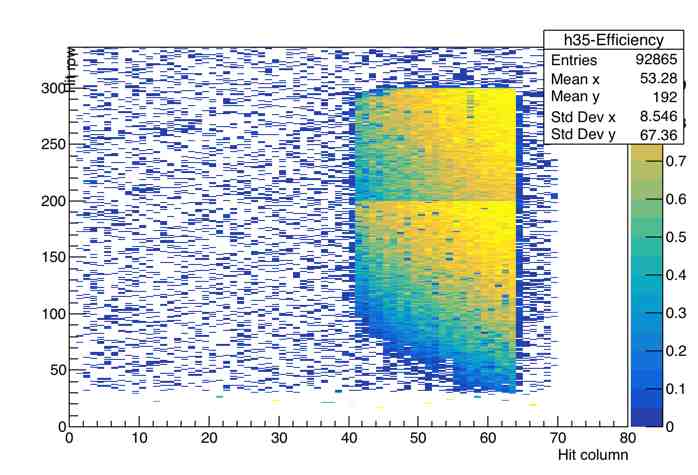 h35-Efficiency
Entries 92865
Mean x 53.28
Mean y 192
Std Dev x 8.546
Std Dev y 67.36
Hit row
300
250
200
150
100
50
0
0 10 20 30 40 50 60 70 80
Hit column
0.7
0.6
0.5
0.4
0.3
0.2
0.1
0